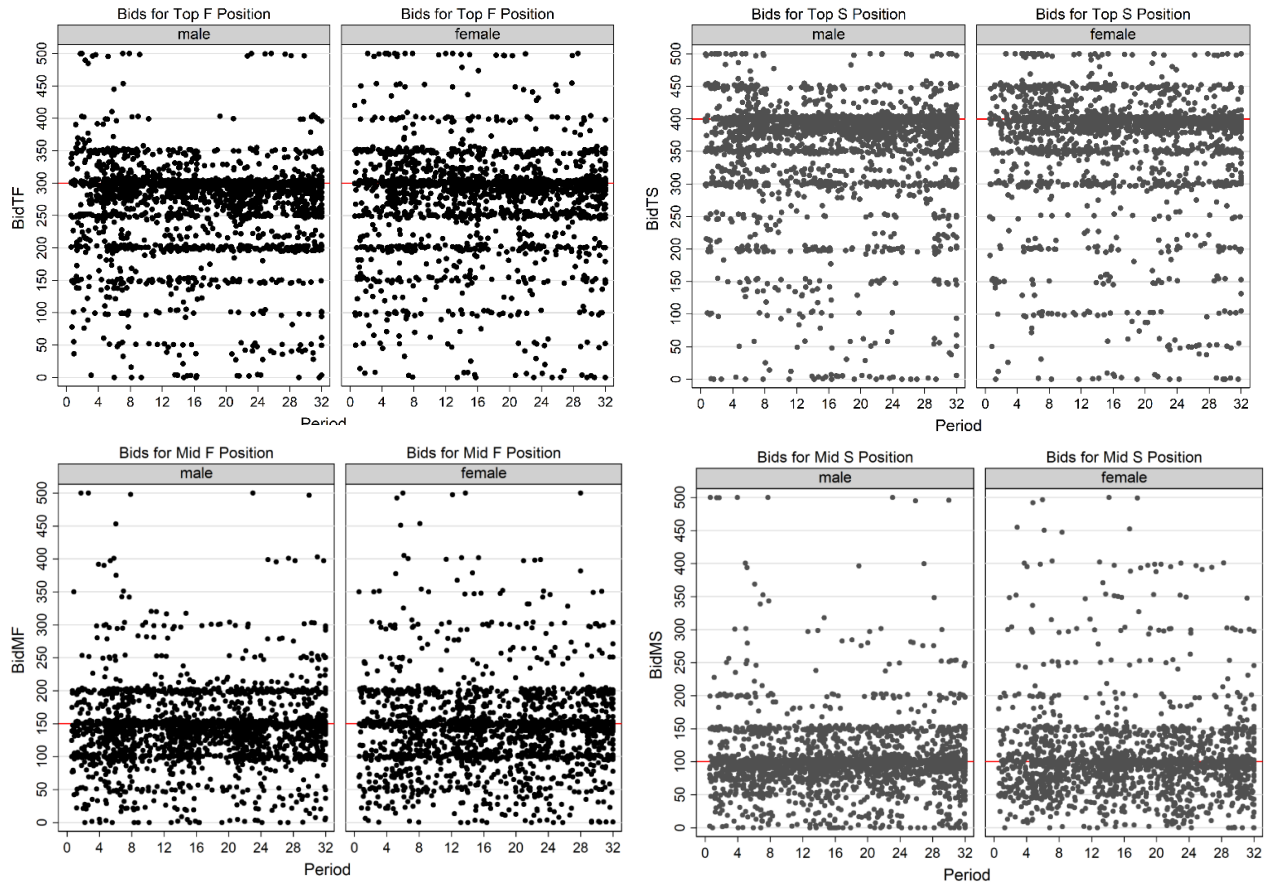 Bids for Top F Position
male
female
BidTF
500
450
400
350
300
250
200
150
100
50
0
0 4 8 12 16 20 24 28 32
0 4 8 12 16 20 24 28 32
Period
Bids for Top F Position
Bids for Top S Position
male
female
BidTS
500
450
400
350
300
250
200
150
100
50
0
0 4 8 12 16 20 24 28 32
0 4 8 12 16 20 24 28 32
Period
Bids for Top S Position
Bids for Mid F Position
male
female
BidMF
500
450
400
350
300
250
200
150
100
50
0
0 4 8 12 16 20 24 28 32
0 4 8 12 16 20 24 28 32
Period
Bids for Mid F Position
Bids for Mid S Position
male
female
BidMS
500
450
400
350
300
250
200
150
100
50
0
0 4 8 12 16 20 24 28 32
0 4 8 12 16 20 24 28 32
Period
Bids for Mid S Position